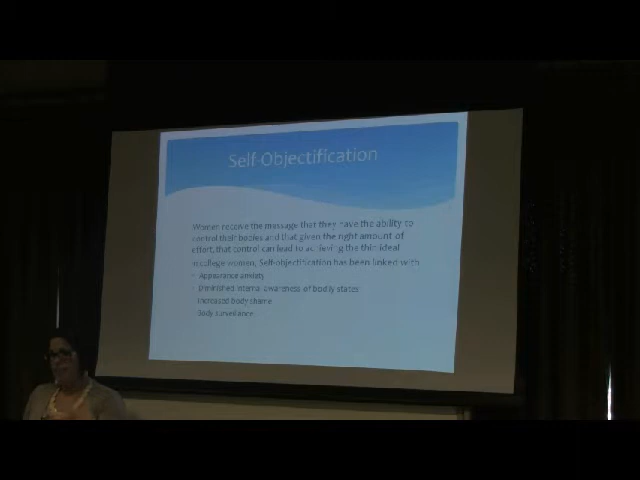 Self-Objectification
Women receive the message that they have the ability to
control their bodies and that given the right amount of
effort, that control can lead to achieving the thin ideal
In college women, Self-objectification has been linked with
Appearance anxiety
Diminished internal awareness of bodily states
Increased body shame
Body surveillance